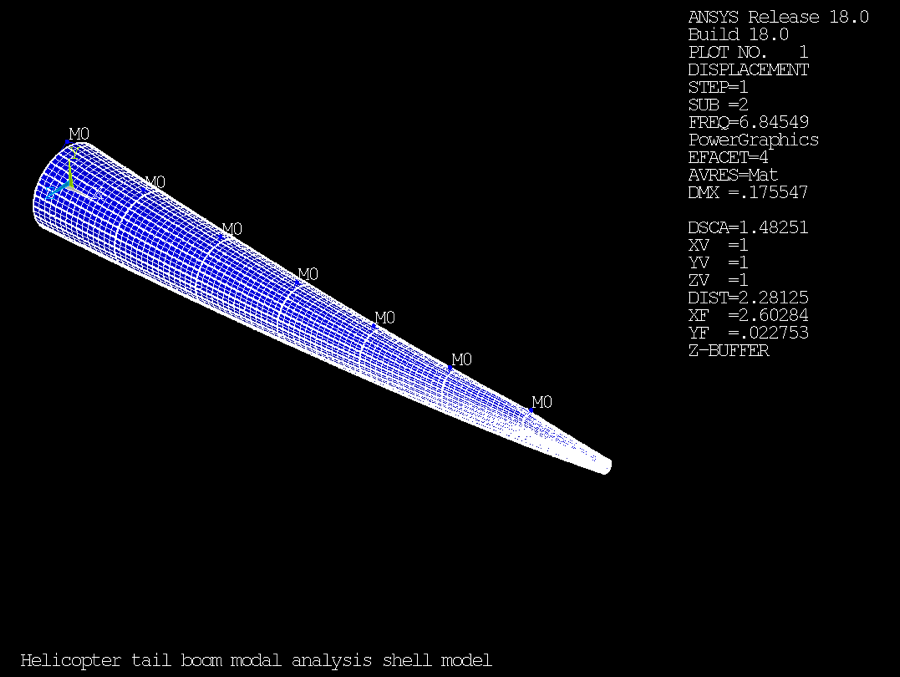 ANSYS Release 18.0
Build 18.0
PLOT NO.   1
DISPLACEMENT
STEP=1
SUB =2
FREQ=6.84549
PowerGraphics
EFACET=4
AVRES=Mat
DMX =.175547
DSCA=1.48251
XV  =1
YV  =1
ZV  =1
DIST=2.28125
XF  =2.60284
YF  =.022753
Z-BUFFER
M0
M0
M0
M0
M0
M0
M0
Helicopter tail boom modal analysis shell model